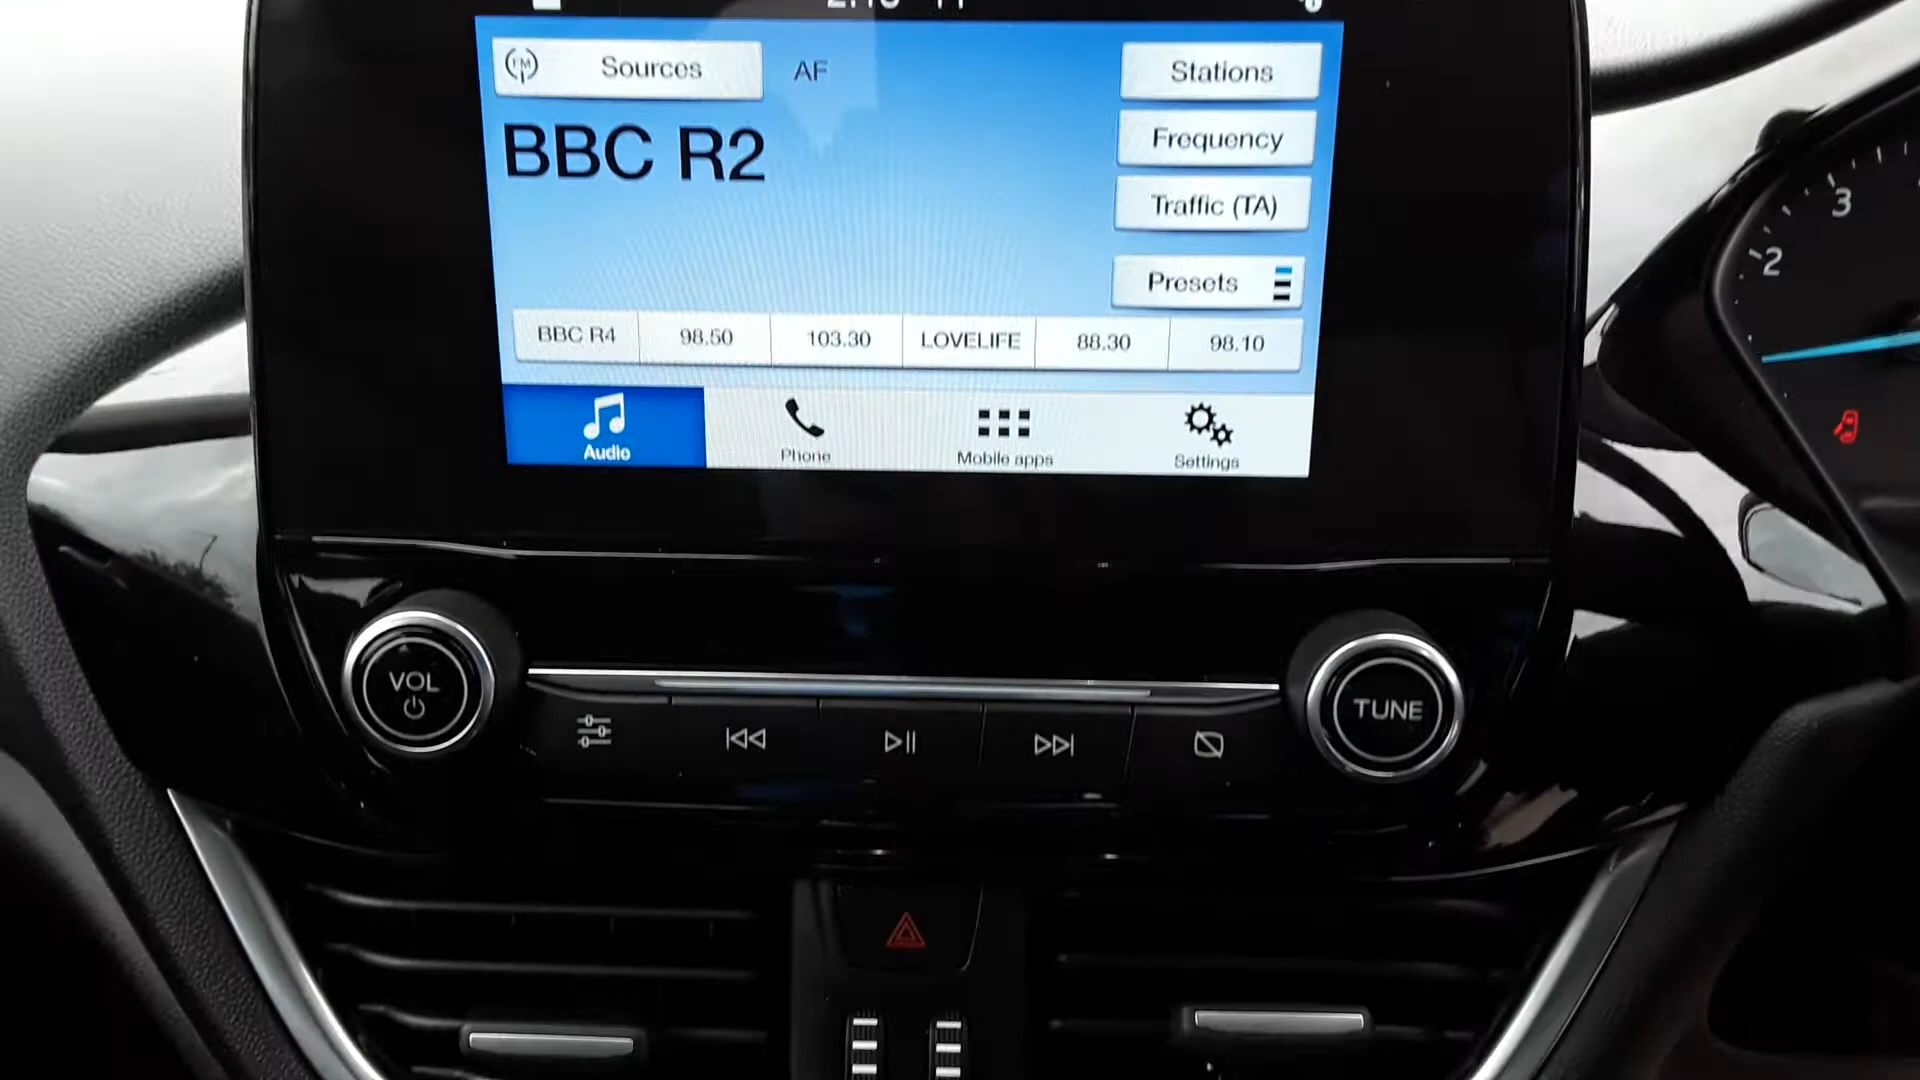 FM Sources AF Stations
BBC R2
Frequency
Traffic (TA)
Presets
BBC R4 98.50 103.30 LOVELIFE 88.30 98.10
Audio Phone Mobile apps Settings
VOL
TUNE
3
2